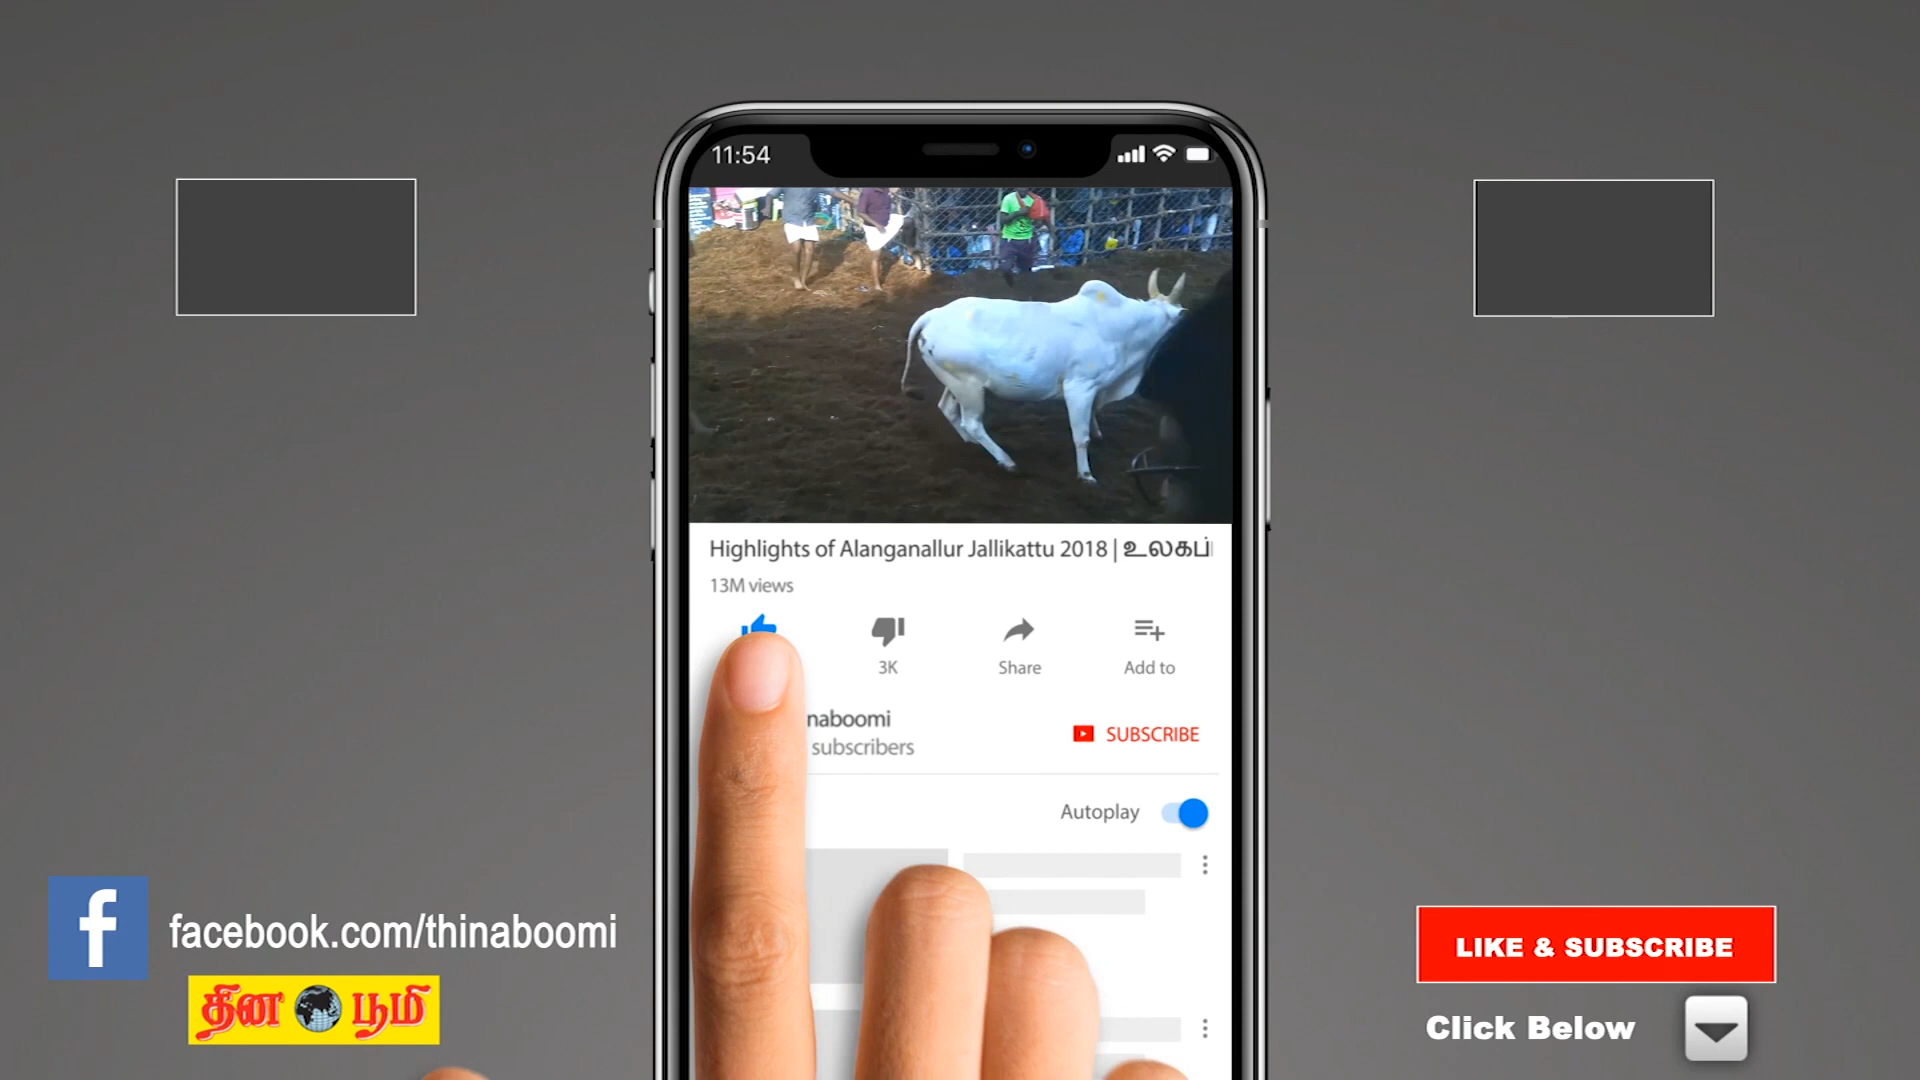 11:54
Highlights of Alanganallur Jallikattu 2018 | உலகப்
13M views
3K
Share
Add to
naboomi
subscribers
SUBSCRIBE
Autoplay
facebook.com/thinaboomi
தின பூமி
LIKE & SUBSCRIBE
Click Below